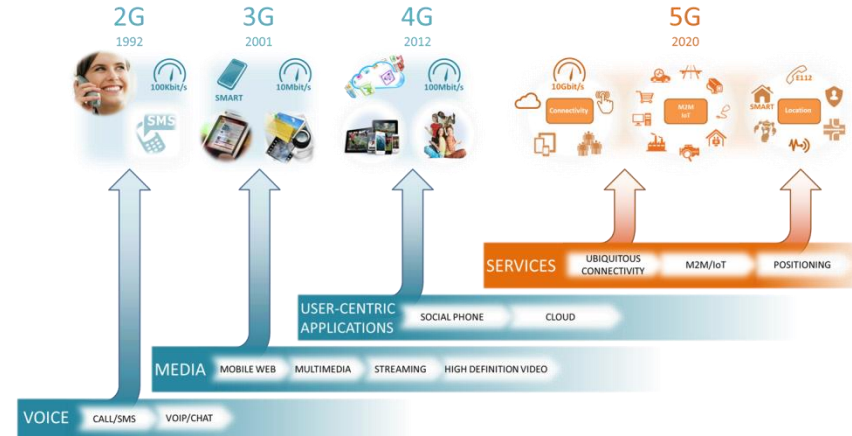 2G
3G
4G
5G
1992
2001
2012
2020
100Kbit/s
SMS
SMART
10Mbit/s
100Mbit/s
10Gbit/s
Connectivity
M2M
IoT
E112
SMART
Location
SERVICES
UBIQUITOUS
CONNECTIVITY
M2M/IoT
POSITIONING
USER-CENTRIC
APPLICATIONS
SOCIAL PHONE
CLOUD
MEDIA
MOBILE WEB
MULTIMEDIA
STREAMING
HIGH DEFINITION VIDEO
VOICE
CALL/SMS
VOIP/CHAT